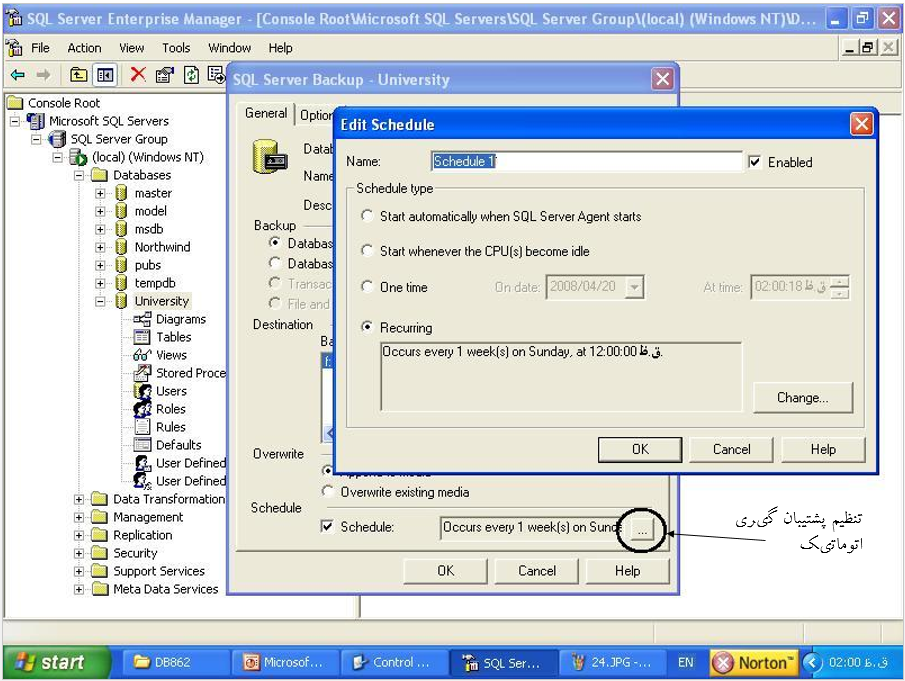 SQL Server Enterprise Manager - [Console Root\Microsoft SQL Servers\SQL Server Group\(local) (Windows NT)\D...
File Action View Tools Window Help
Console Root
Microsoft SQL Servers
SQL Server Group
(local) (Windows NT)
Databases
master
model
msdb
Northwind
pubs
tempdb
University
Diagrams
Tables
Views
Stored Proce
Users
Roles
Rules
Defaults
User Defined
User Defined
Data Transformation
Management
Replication
Security
Support Services
Meta Data Services
SQL Server Backup - University
General Option
Datab
Name
Desc
Backup
Databas
Databas
Transac
File and
Destination
Ba
f:
Overwrite
Overwrite existing media
Schedule
Schedule:
Occurs every 1 week(s) on Sunda
...
OK Cancel Help
Edit Schedule
Name: Schedule 1 Enabled
Schedule type
Start automatically when SQL Server Agent starts
Start whenever the CPU(s) become idle
One time On date: 2008/04/20 At time: 02:00:18 ق.ظ
Recurring
Occurs every 1 week(s) on Sunday, at 12:00:00 ق.ظ.
Change...
OK Cancel Help
تنظیم پشتیبان گیری
اتوماتیک
start DB862 Microsof... Control ... SQL Ser... 24.JPG -... EN Norton™ 02:00 ق.ظ